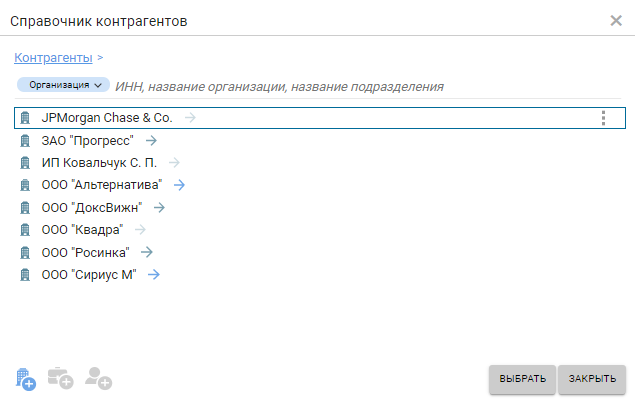 Справочник контрагентов
Контрагенты >
Организация ИНН, название организации, название подразделения
JPMorgan Chase & Co.
ЗАО "Прогресс"
ИП Ковальчук С. П.
ООО "Альтернатива"
ООО "ДоксВижн"
ООО "Квадра"
ООО "Росинка"
ООО "Сириус М"
ВЫБРАТЬ ЗАКРЫТЬ